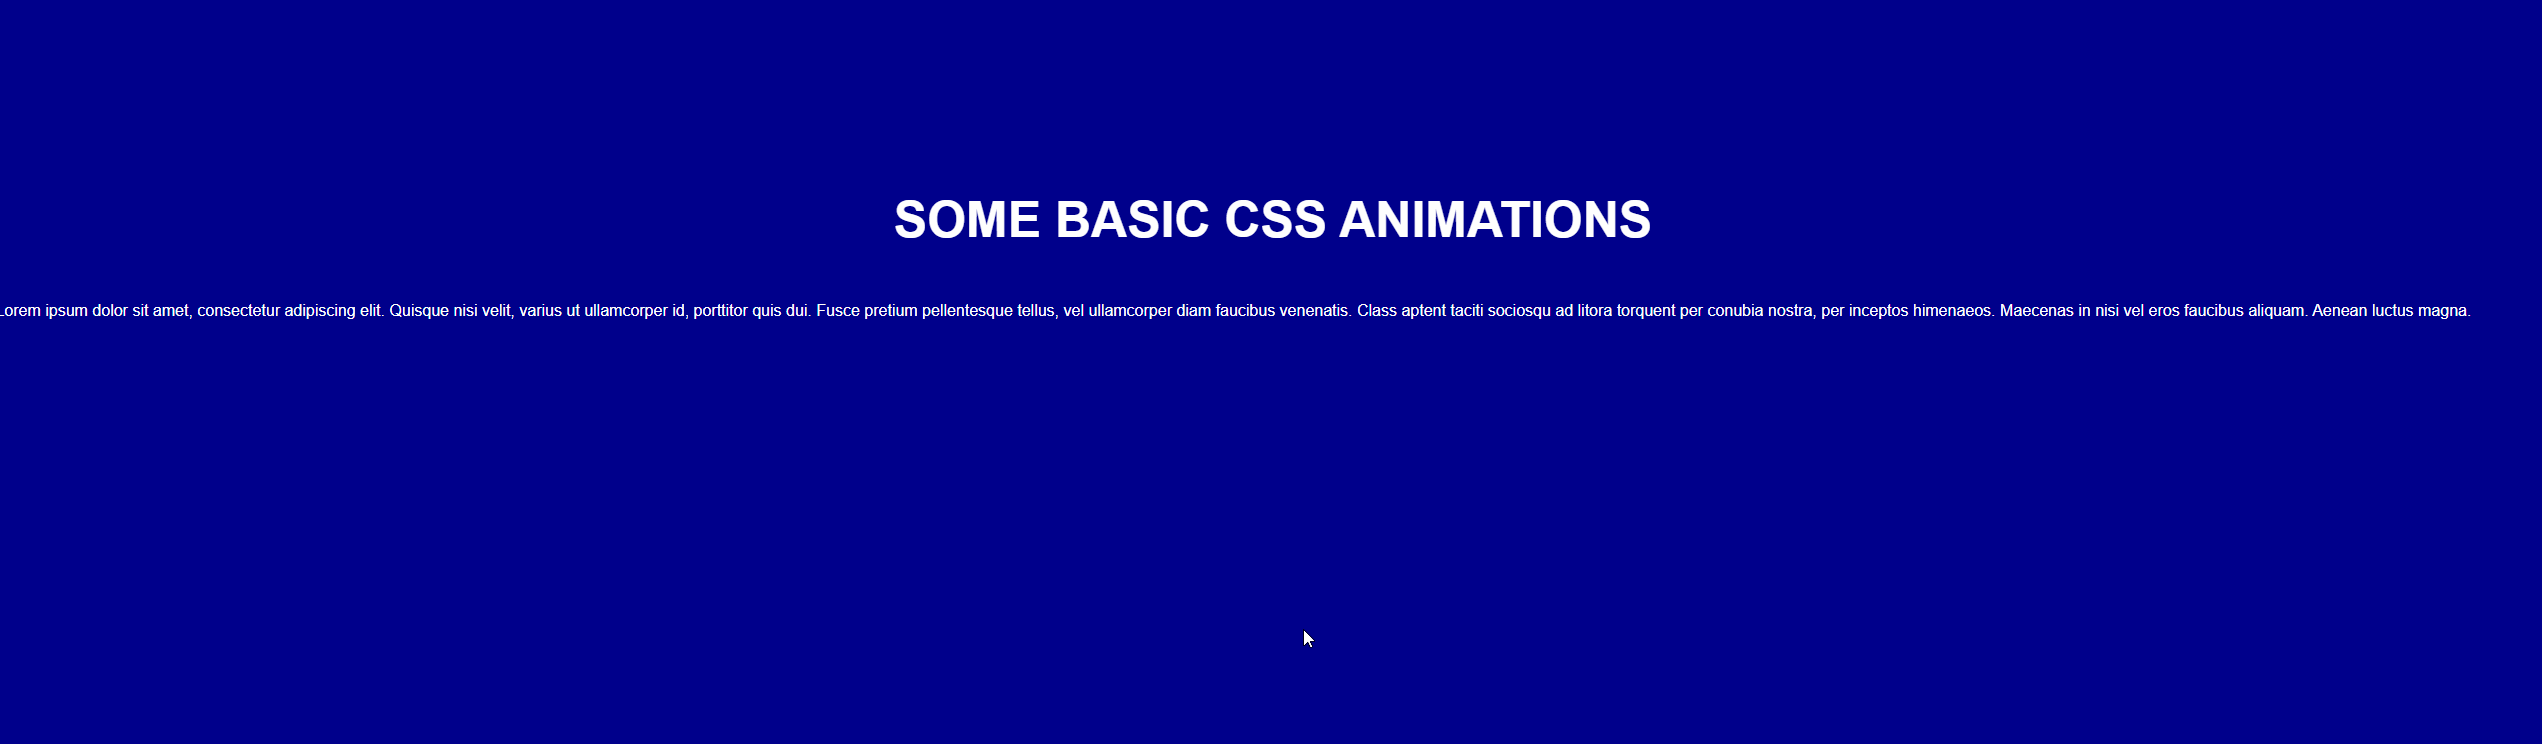 SOME BASIC CSS ANIMATIONS
Lorem ipsum dolor sit amet, consectetur adipiscing elit. Quisque nisi velit, varius ut ullamcorper id, porttitor quis dui. Fusce pretium pellentesque tellus, vel ullamcorper diam faucibus venenatis. Class aptent taciti sociosqu ad litora torquent per conubia nostra, per inceptos himenaeos. Maecenas in nisi vel eros faucibus aliquam. Aenean luctus magna.